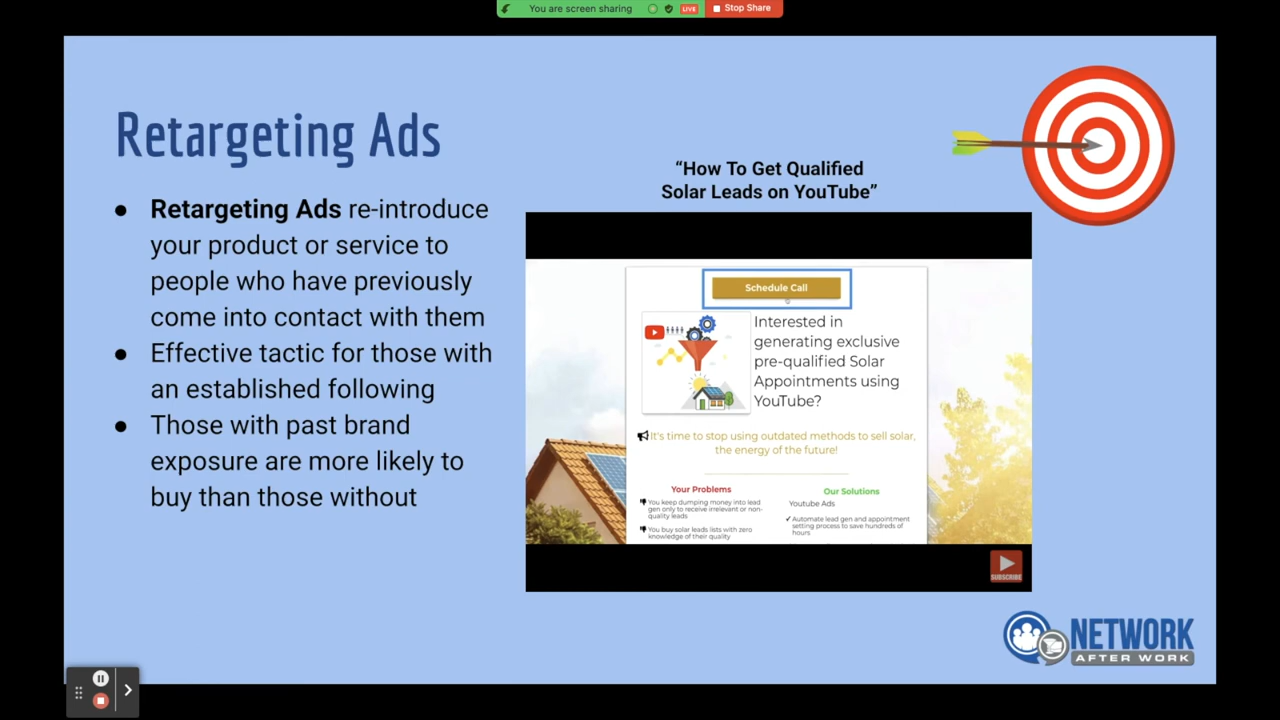 You are screen sharing LIVE Stop Share
Retargeting Ads
● Retargeting Ads re-introduce
your product or service to
people who have previously
come into contact with them
● Effective tactic for those with
an established following
● Those with past brand
exposure are more likely to
buy than those without
“How To Get Qualified
Solar Leads on YouTube”
Schedule Call
Interested in
generating exclusive
pre-qualified Solar
Appointments using
YouTube?
It's time to stop using outdated methods to sell solar,
the energy of the future!
Your Problems
You keep dumping money into lead
gen only to receive irrelevant or non-
quality leads
You buy solar leads lists with zero
knowledge of their quality
Our Solutions
Youtube Ads
✓ Automate lead gen and appointment
setting process to save hundreds of
hours
SUBSCRIBE
NETWORK
AFTER WORK